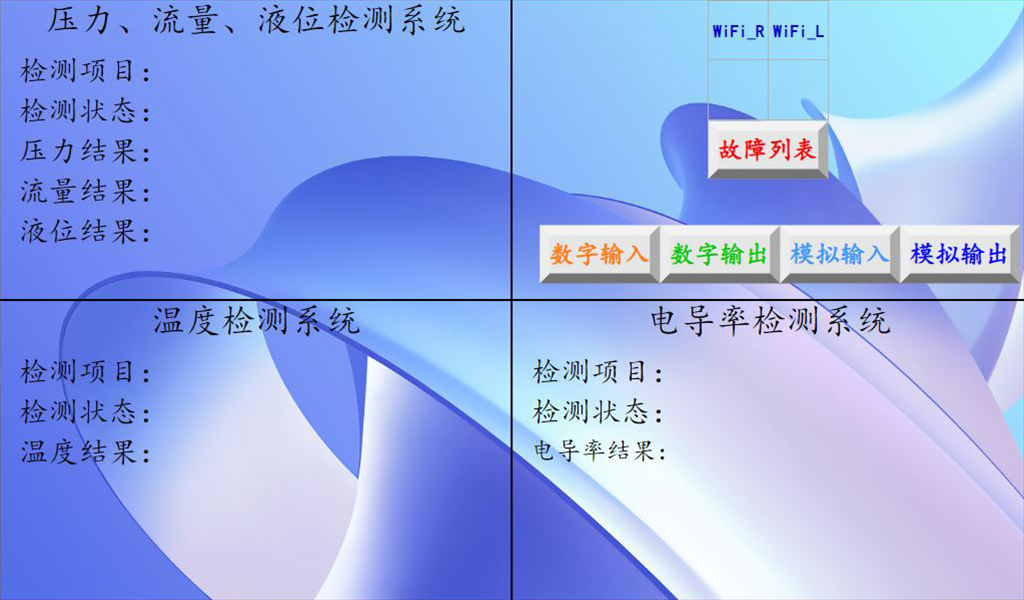 压力、流量、液位检测系统
检测项目：
检测状态：
压力结果：
流量结果：
液位结果：
WiFi_R WiFi_L
故障列表
数字输入 数字输出 模拟输入 模拟输出
温度检测系统
检测项目：
检测状态：
温度结果：
电导率检测系统
检测项目：
检测状态：
电导率结果：